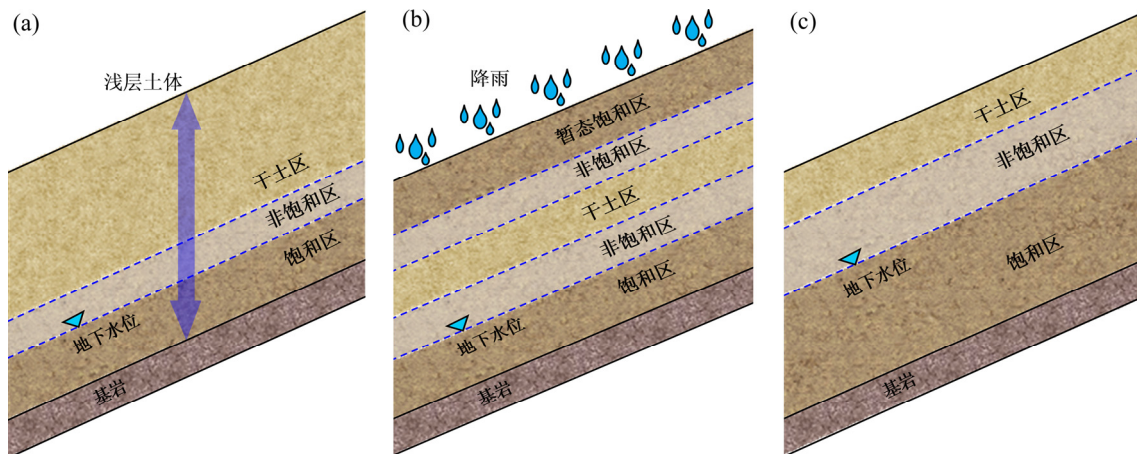 (a)
浅层土体
干土区
非饱和区
饱和区
地下水位
基岩
(b)
降雨
暂态饱和区
非饱和区
干土区
非饱和区
饱和区
地下水位
基岩
(c)
干土区
非饱和区
饱和区
地下水位
基岩